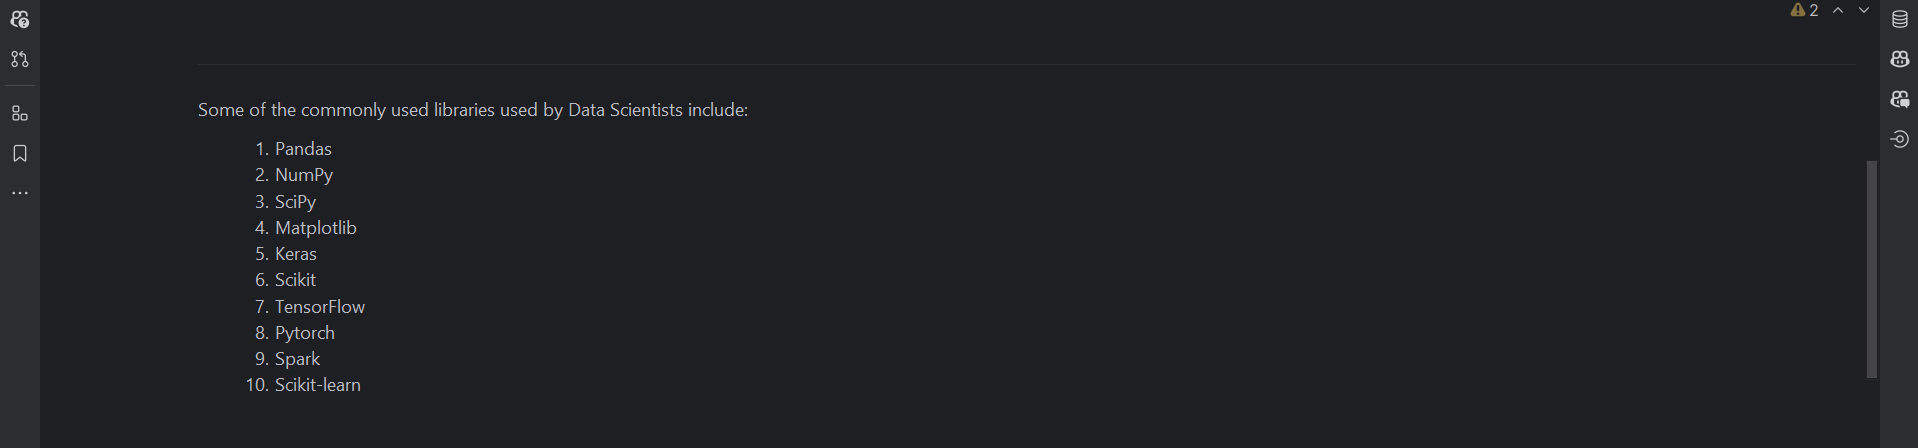 2
Some of the commonly used libraries used by Data Scientists include:
1. Pandas
2. NumPy
3. SciPy
4. Matplotlib
5. Keras
6. Scikit
7. TensorFlow
8. Pytorch
9. Spark
10. Scikit-learn